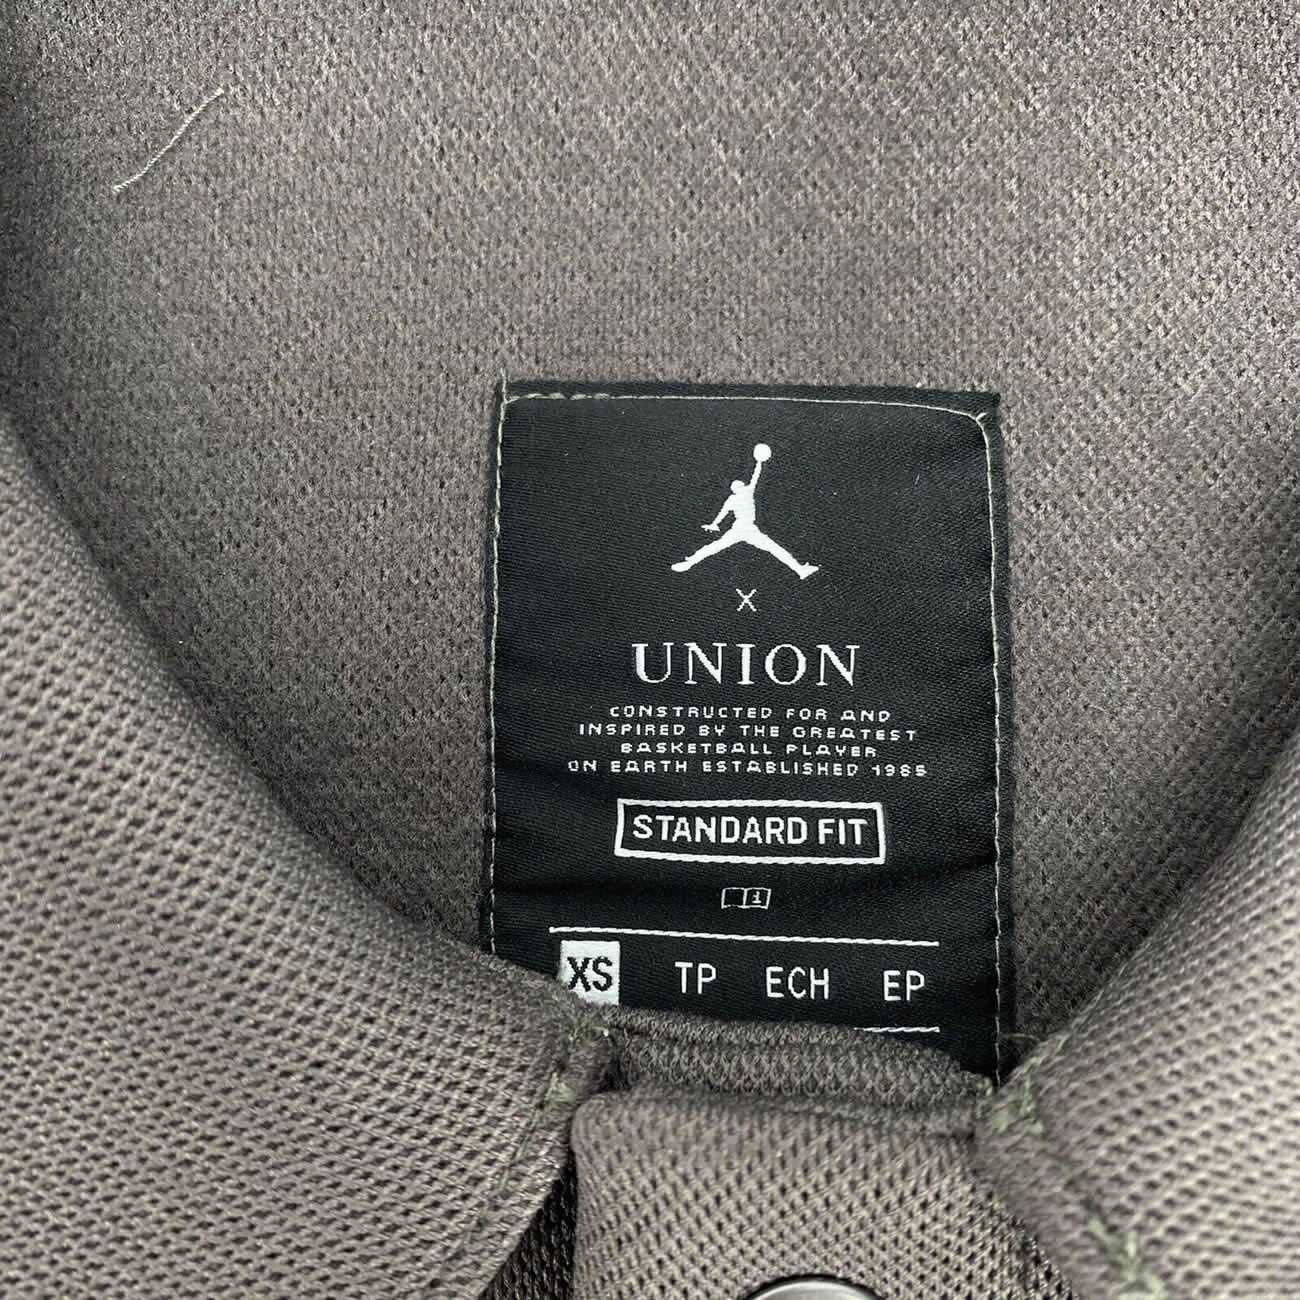 X
UNION
CONSTRUCTED FOR AND
INSPIRED BY THE GREATEST
BASKETBALL PLAYER
ON EARTH ESTABLISHED 1985
STANDARD FIT
i
XS TP ECH EP